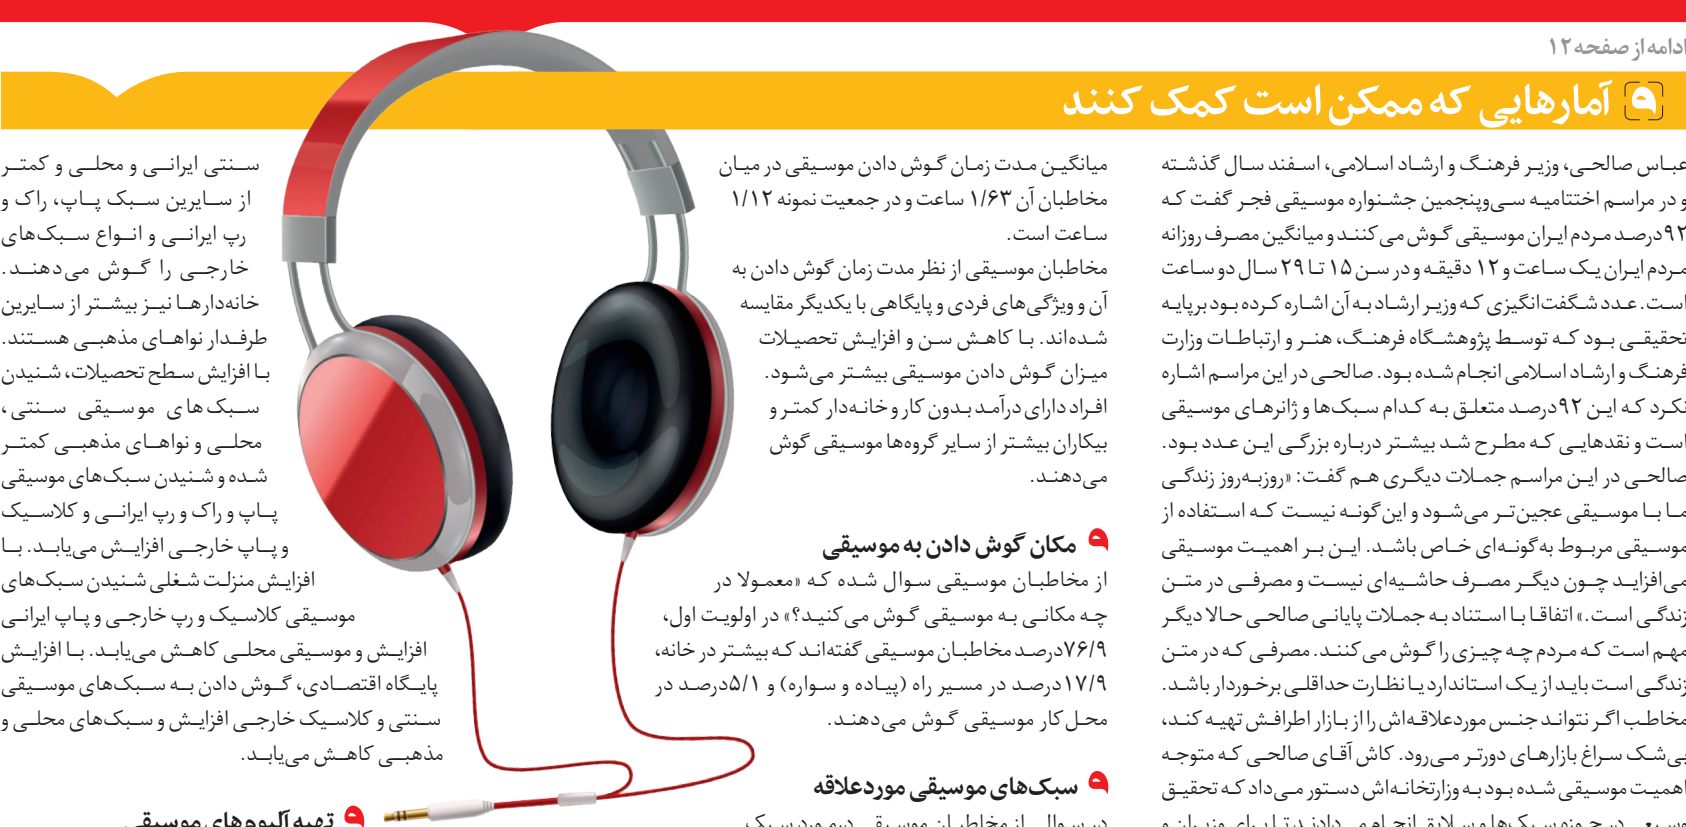 ادامه از صفحه ۱۲
آمارهایی که ممکن است کمک کنند
عباس صالحی، وزیر فرهنگ و ارشاد اسلامی، اسفند سال گذشته
و در مراسم اختتامیه سی‌وپنجمین جشنواره موسیقی فجر گفت که
۹۲درصد مردم ایران موسیقی گوش می‌کنند و میانگین مصرف روزانه
مردم ایران یک ساعت و ۱۲ دقیقه و در سن ۱۵ تا ۲۹ سال دو ساعت
است. عدد شگفت‌انگیزی که وزیر ارشاد به آن اشاره کرده بود برپایه
تحقیقی بود که توسط پژوهشگاه فرهنگ، هنر و ارتباطات وزارت
فرهنگ و ارشاد اسلامی انجام شده بود. صالحی در این مراسم اشاره
نکرد که این ۹۲درصد متعلق به کدام سبک‌ها و ژانرهای موسیقی
است و نقدهایی که مطرح شد بیشتر درباره بزرگی این عدد بود.
صالحی در این مراسم جملات دیگری هم گفت: «روزبه‌روز زندگی
ما با موسیقی عجین‌تر می‌شود و این‌گونه نیست که استفاده از
موسیقی مربوط به گونه‌ای خاص باشد. این بر اهمیت موسیقی
می‌افزاید چون دیگر مصرف حاشیه‌ای نیست و مصرفی در متن
زندگی است.» اتفاقا با استناد به جملات پایانی صالحی حالا دیگر
مهم است که مردم چه چیزی را گوش می‌کنند. مصرفی که در متن
زندگی است باید از یک استاندارد یا نظارت حداقلی برخوردار باشد.
مخاطب اگر نتواند جنس موردعلاقه‌اش را از بازار اطرافش تهیه کند،
بی‌شک سراغ بازارهای دورتر می‌رود. کاش آقای صالحی که متوجه
اهمیت موسیقی شده بود به وزارتخانه‌اش دستور می‌داد که تحقیق
میانگین مدت زمان گوش دادن موسیقی در میان
مخاطبان آن ۱/۶۳ ساعت و در جمعیت نمونه ۱/۱۲
ساعت است.
مخاطبان موسیقی از نظر مدت زمان گوش دادن به
آن و ویژگی‌های فردی و پایگاهی با یکدیگر مقایسه
شده‌اند. با کاهش سن و افزایش تحصیلات
میزان گوش دادن موسیقی بیشتر می‌شود.
افراد دارای درآمد بدون کار و خانه‌دار کمتر و
بیکاران بیشتر از سایر گروه‌ها موسیقی گوش
می‌دهند.
مکان گوش دادن به موسیقی
از مخاطبان موسیقی سوال شده که «معمولا در
چه مکانی به موسیقی گوش می‌کنید؟» در اولویت اول،
۷۶/۹درصد مخاطبان موسیقی گفته‌اند که بیشتر در خانه،
۱۷/۹درصد در مسیر راه (پیاده و سواره) و ۵/۱درصد در
محل کار موسیقی گوش می‌دهند.
سبک‌های موسیقی موردعلاقه
در سوالی از مخاطبان موسیقی درمورد سبک
سنتی ایرانی و محلی و کمتر
از سایرین سبک پاپ، راک و
رپ ایرانی و انواع سبک‌های
خارجی را گوش می‌دهند.
خانه‌دارها نیز بیشتر از سایرین
طرفدار نواهای مذهبی هستند.
با افزایش سطح تحصیلات، شنیدن
سبک‌های موسیقی سنتی،
محلی و نواهای مذهبی کمتر
شده و شنیدن سبک‌های موسیقی
پاپ و راک و رپ ایرانی و کلاسیک
و پاپ خارجی افزایش می‌یابد. با
افزایش منزلت شغلی شنیدن سبک‌های
موسیقی کلاسیک و رپ خارجی و پاپ ایرانی
افزایش و موسیقی محلی کاهش می‌یابد. با افزایش
پایگاه اقتصادی، گوش دادن به سبک‌های موسیقی
سنتی و کلاسیک خارجی افزایش و سبک‌های محلی و
مذهبی کاهش می‌یابد.
تهیه آلبوم‌های موسیقی